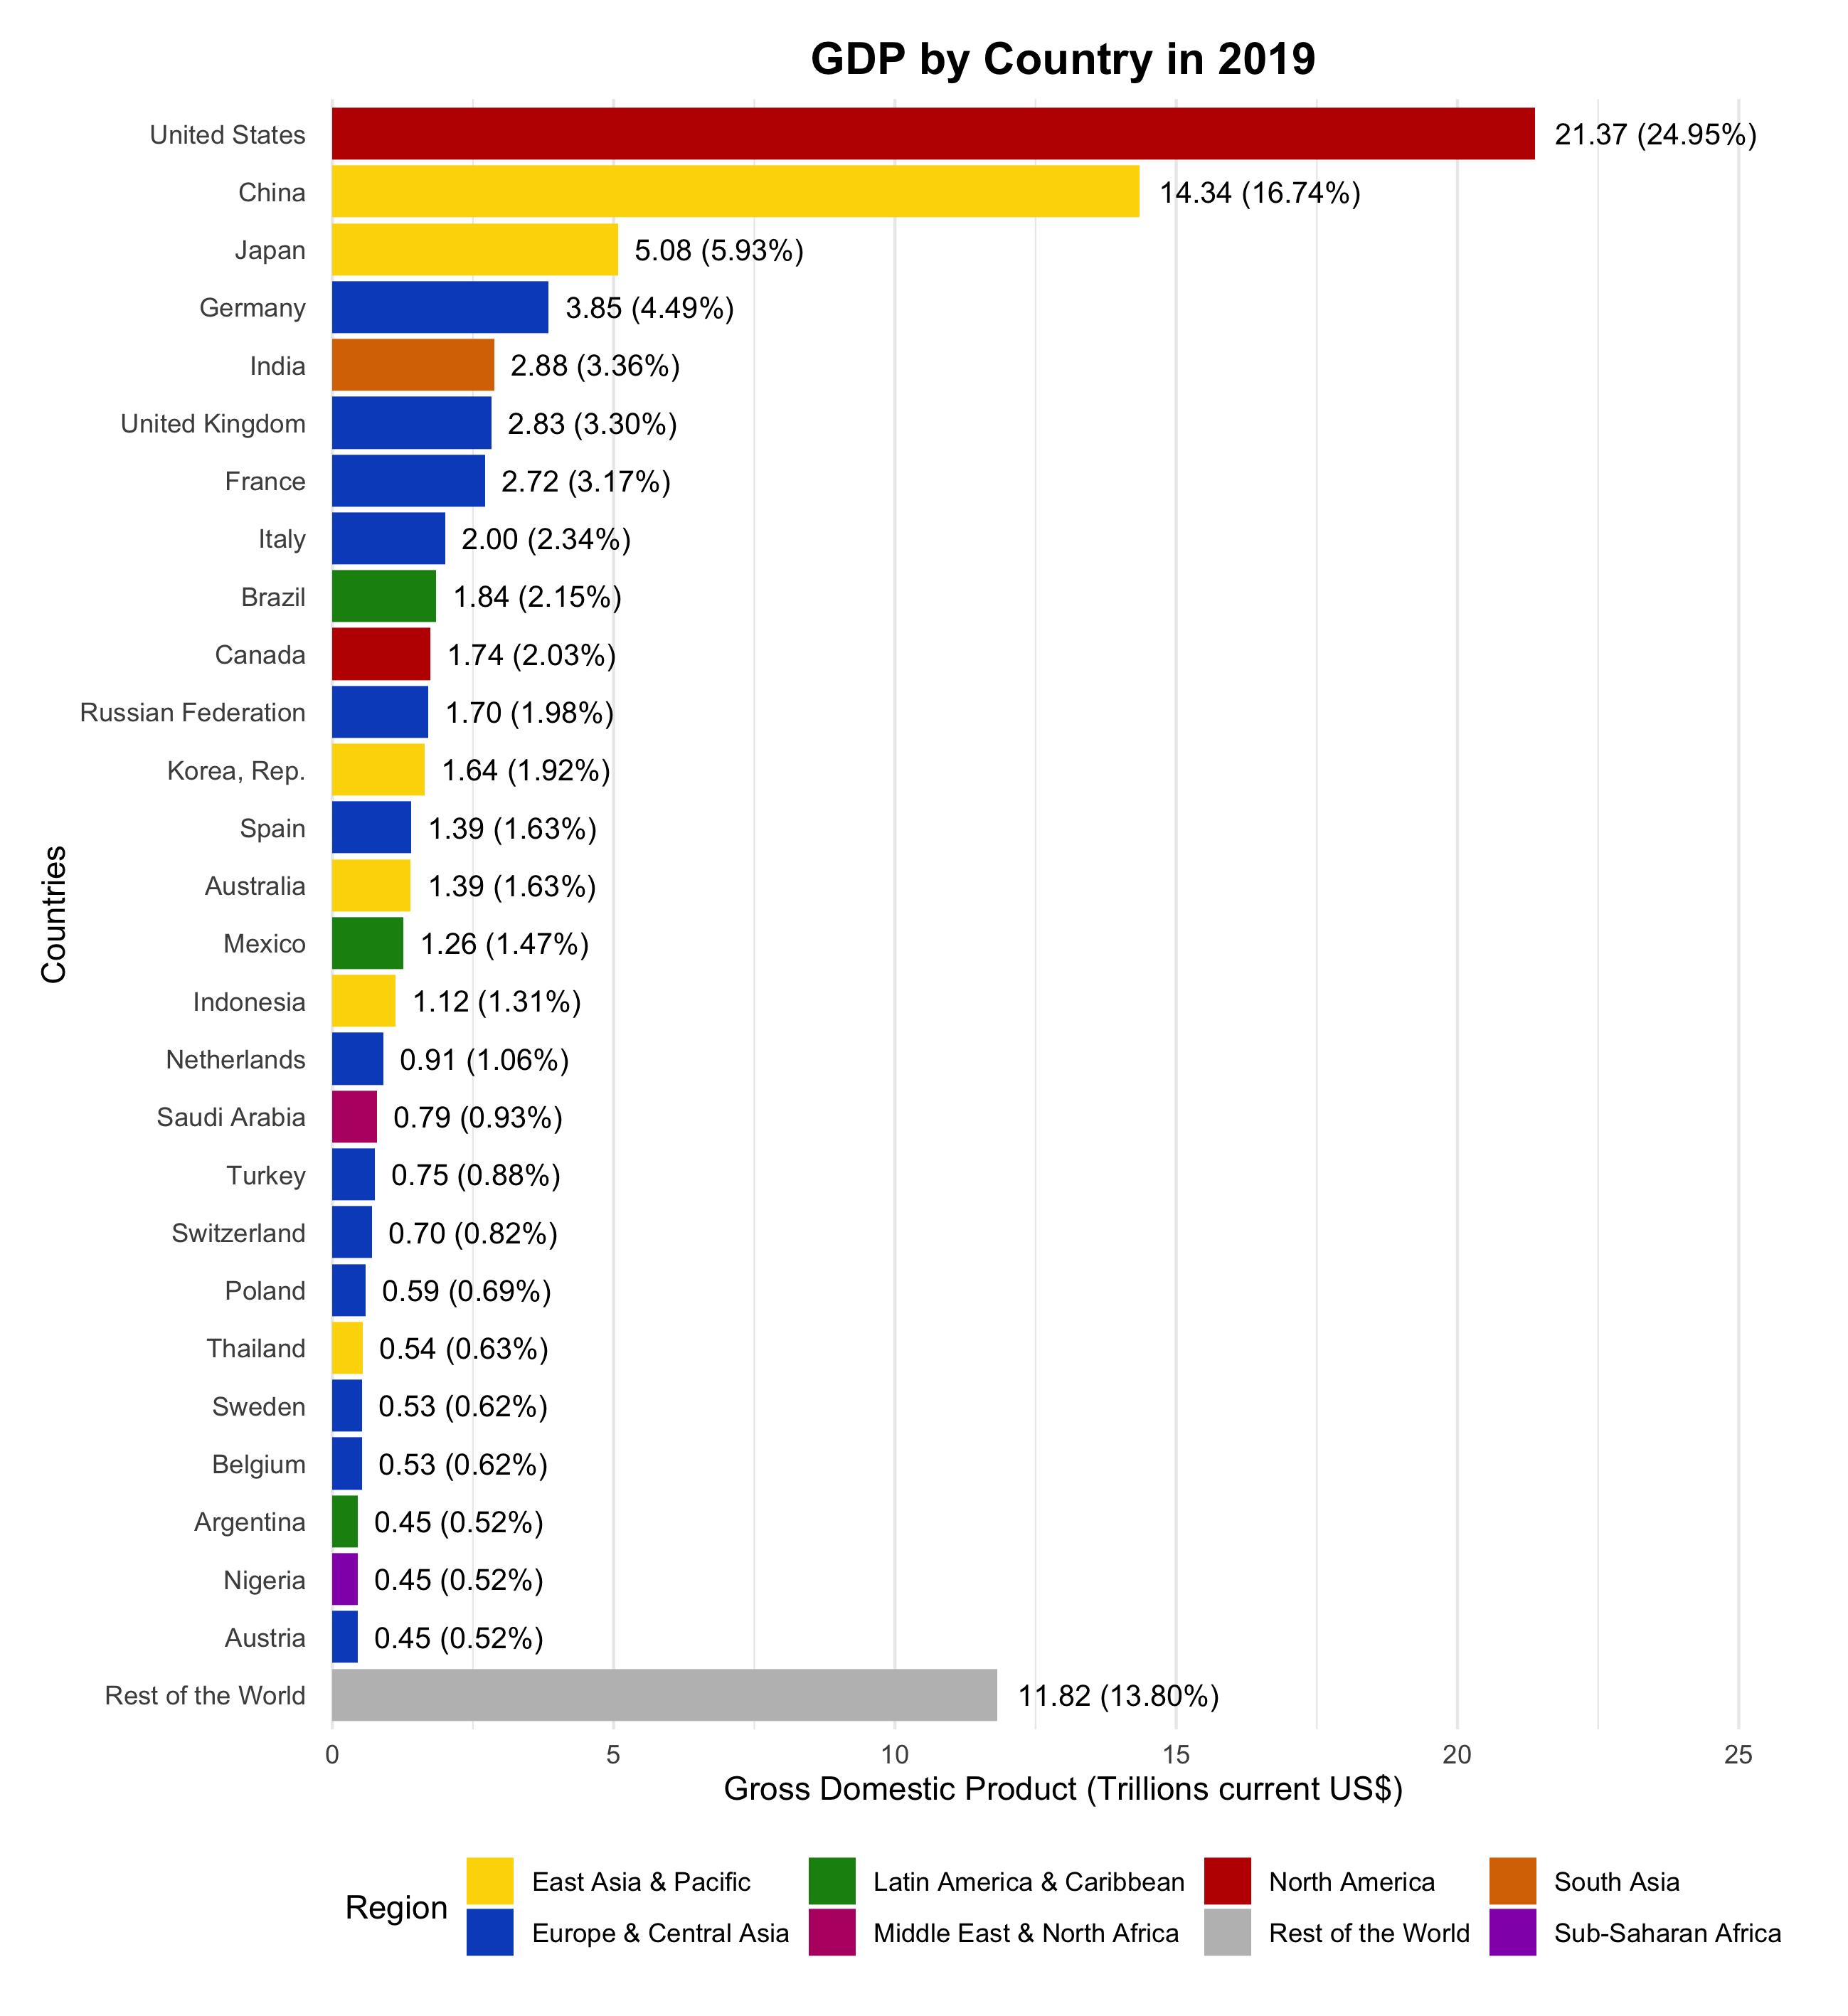 GDP by Country in 2019
United States 21.37 (24.95%)
China 14.34 (16.74%)
Japan 5.08 (5.93%)
Germany 3.85 (4.49%)
India 2.88 (3.36%)
United Kingdom 2.83 (3.30%)
France 2.72 (3.17%)
Italy 2.00 (2.34%)
Brazil 1.84 (2.15%)
Canada 1.74 (2.03%)
Russian Federation 1.70 (1.98%)
Korea, Rep. 1.64 (1.92%)
Spain 1.39 (1.63%)
Australia 1.39 (1.63%)
Mexico 1.26 (1.47%)
Indonesia 1.12 (1.31%)
Netherlands 0.91 (1.06%)
Saudi Arabia 0.79 (0.93%)
Turkey 0.75 (0.88%)
Switzerland 0.70 (0.82%)
Poland 0.59 (0.69%)
Thailand 0.54 (0.63%)
Sweden 0.53 (0.62%)
Belgium 0.53 (0.62%)
Argentina 0.45 (0.52%)
Nigeria 0.45 (0.52%)
Austria 0.45 (0.52%)
Rest of the World 11.82 (13.80%)
Countries
0 5 10 15 20 25
Gross Domestic Product (Trillions current US$)
Region
East Asia & Pacific Latin America & Caribbean North America South Asia
Europe & Central Asia Middle East & North Africa Rest of the World Sub-Saharan Africa